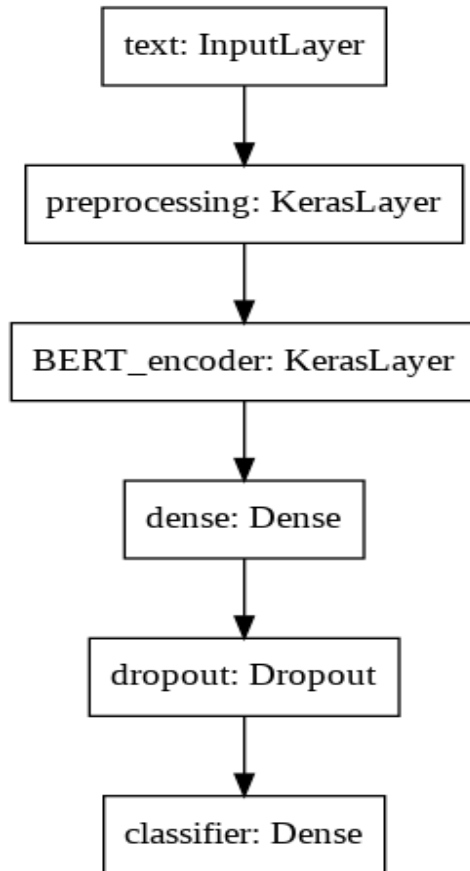 text: InputLayer
preprocessing: KerasLayer
BERT_encoder: KerasLayer
dense: Dense
dropout: Dropout
classifier: Dense